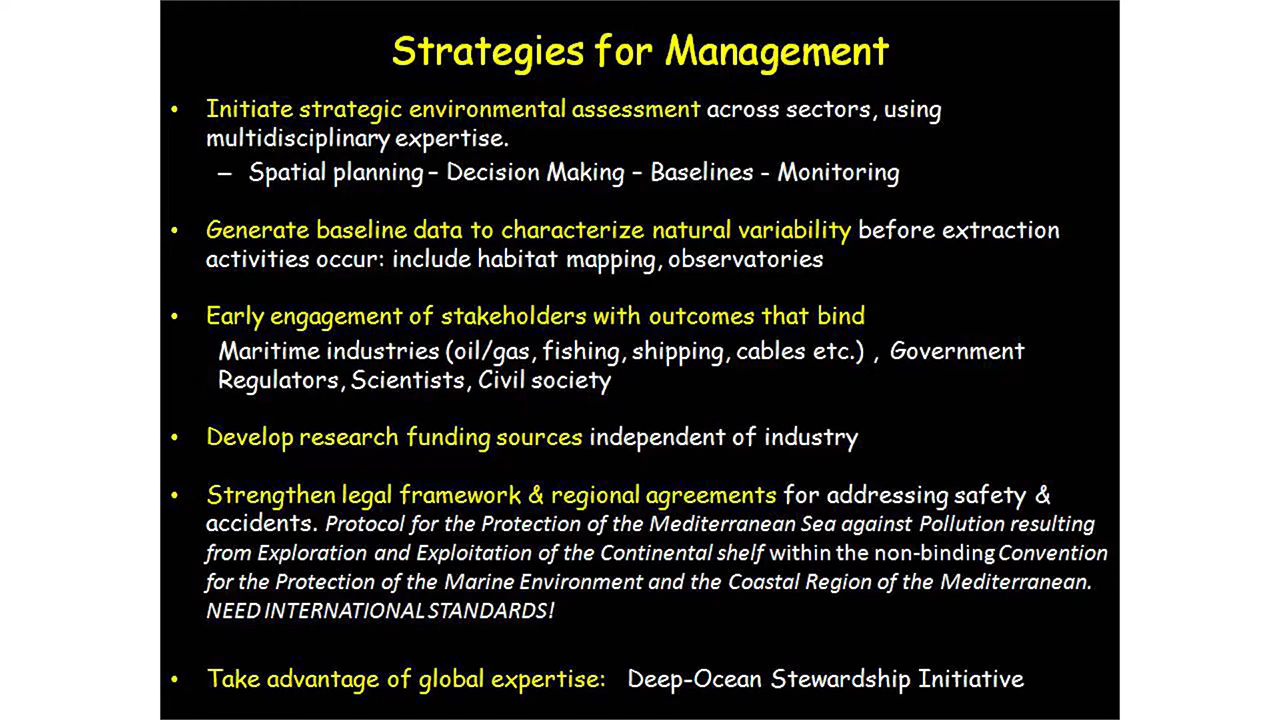 Strategies for Management
• Initiate strategic environmental assessment across sectors, using
multidisciplinary expertise.
– Spatial planning – Decision Making – Baselines - Monitoring
• Generate baseline data to characterize natural variability before extraction
activities occur: include habitat mapping, observatories
• Early engagement of stakeholders with outcomes that bind
Maritime industries (oil/gas, fishing, shipping, cables etc.) , Government
Regulators, Scientists, Civil society
• Develop research funding sources independent of industry
• Strengthen legal framework & regional agreements for addressing safety &
accidents. Protocol for the Protection of the Mediterranean Sea against Pollution resulting
from Exploration and Exploitation of the Continental shelf within the non-binding Convention
for the Protection of the Marine Environment and the Coastal Region of the Mediterranean.
NEED INTERNATIONAL STANDARDS!
• Take advantage of global expertise: Deep-Ocean Stewardship Initiative